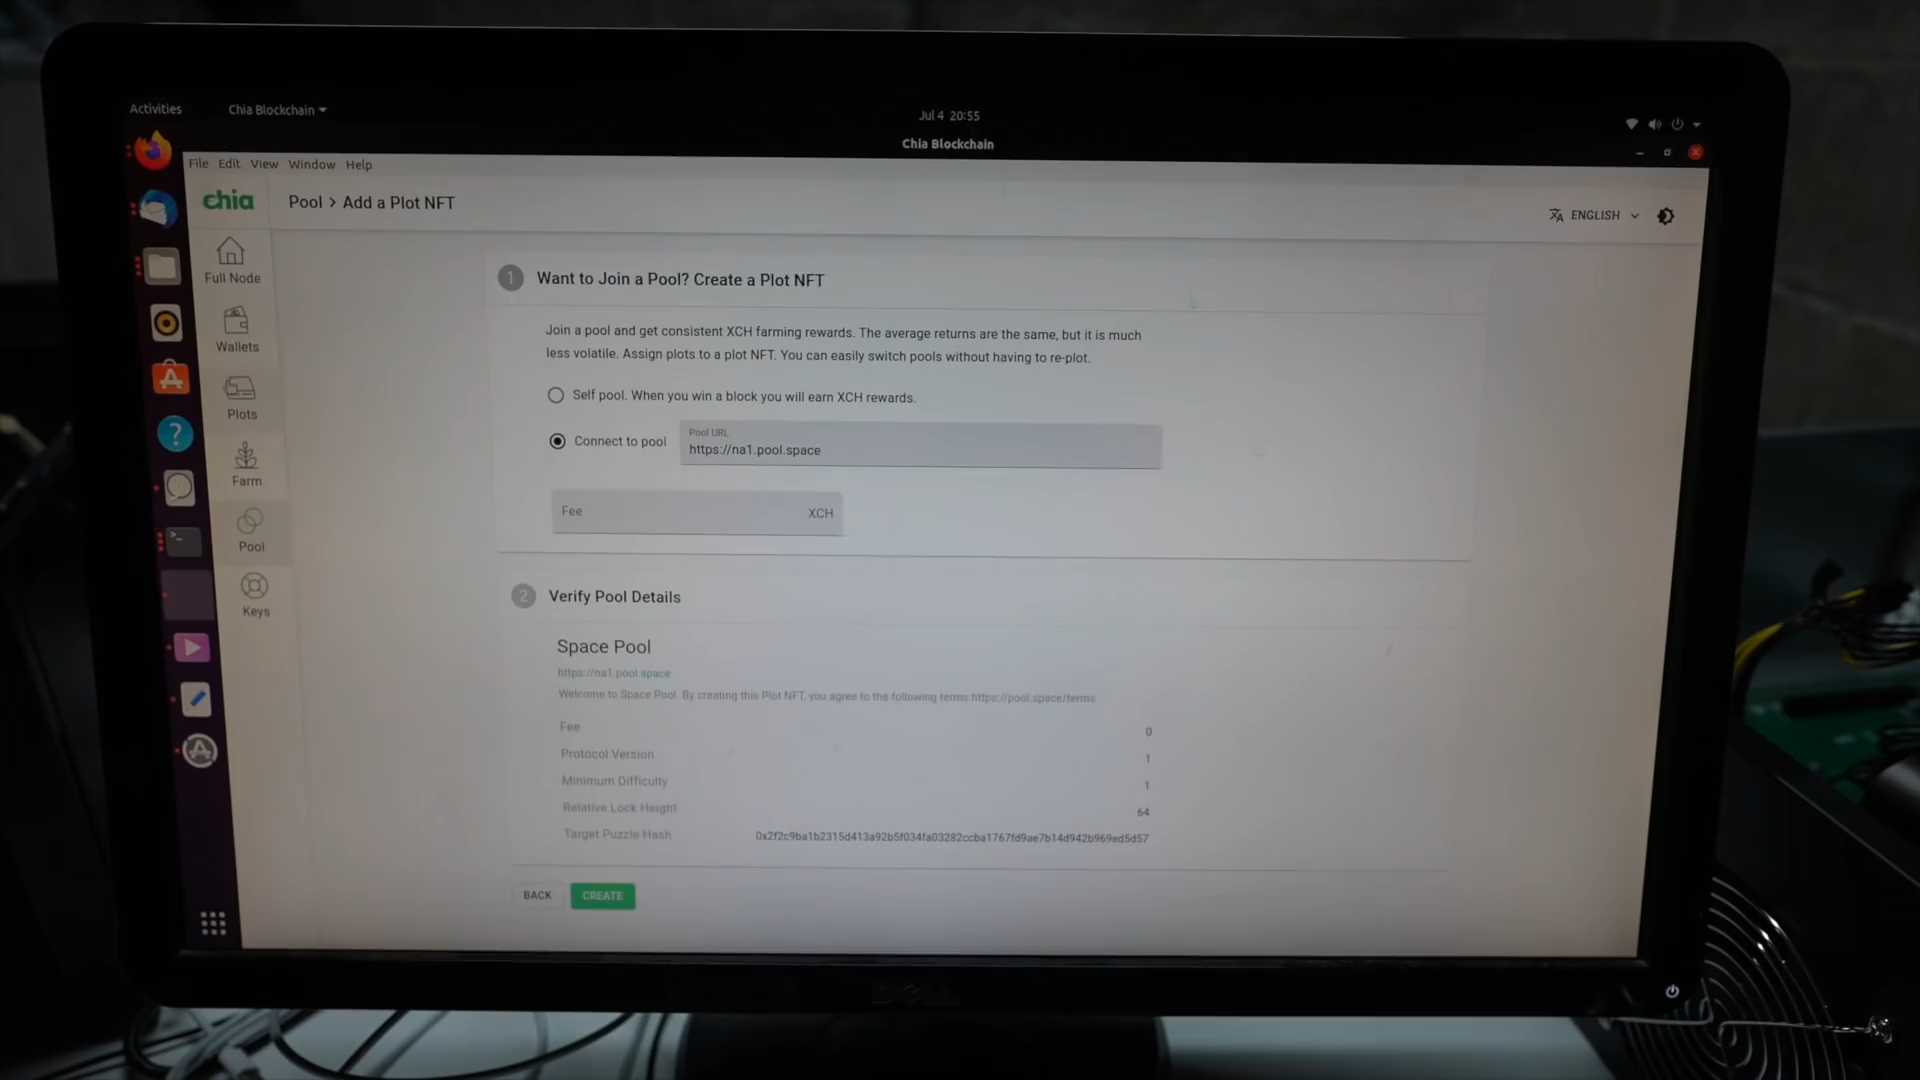 Activities
Chia Blockchain
Jul 4 20:55
Chia Blockchain
File Edit View Window Help
chia
Pool > Add a Plot NFT
ENGLISH
Full Node
Wallets
Plots
Farm
Pool
Keys
1 Want to Join a Pool? Create a Plot NFT
Join a pool and get consistent XCH farming rewards. The average returns are the same, but it is much
less volatile. Assign plots to a plot NFT. You can easily switch pools without having to re-plot.
Self pool. When you win a block you will earn XCH rewards.
Connect to pool
Pool URL
https://na1.pool.space
Fee XCH
2 Verify Pool Details
Space Pool
https://na1.pool.space
Welcome to Space Pool. By creating this Plot NFT, you agree to the following terms https://pool.space/terms
Fee 0
Protocol Version 1
Minimum Difficulty 1
Relative Lock Height 64
Target Puzzle Hash 0x2f2c9ba1b2315d413a92b5f034fa03282ccba1767fd9ae7b14d942b969ed5d57
BACK CREATE
DELL